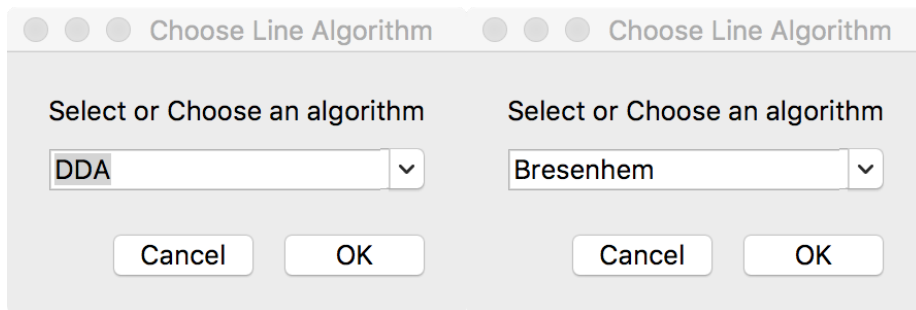 Choose Line Algorithm
Select or Choose an algorithm
DDA
Cancel OK
Choose Line Algorithm
Select or Choose an algorithm
Bresenhem
Cancel OK